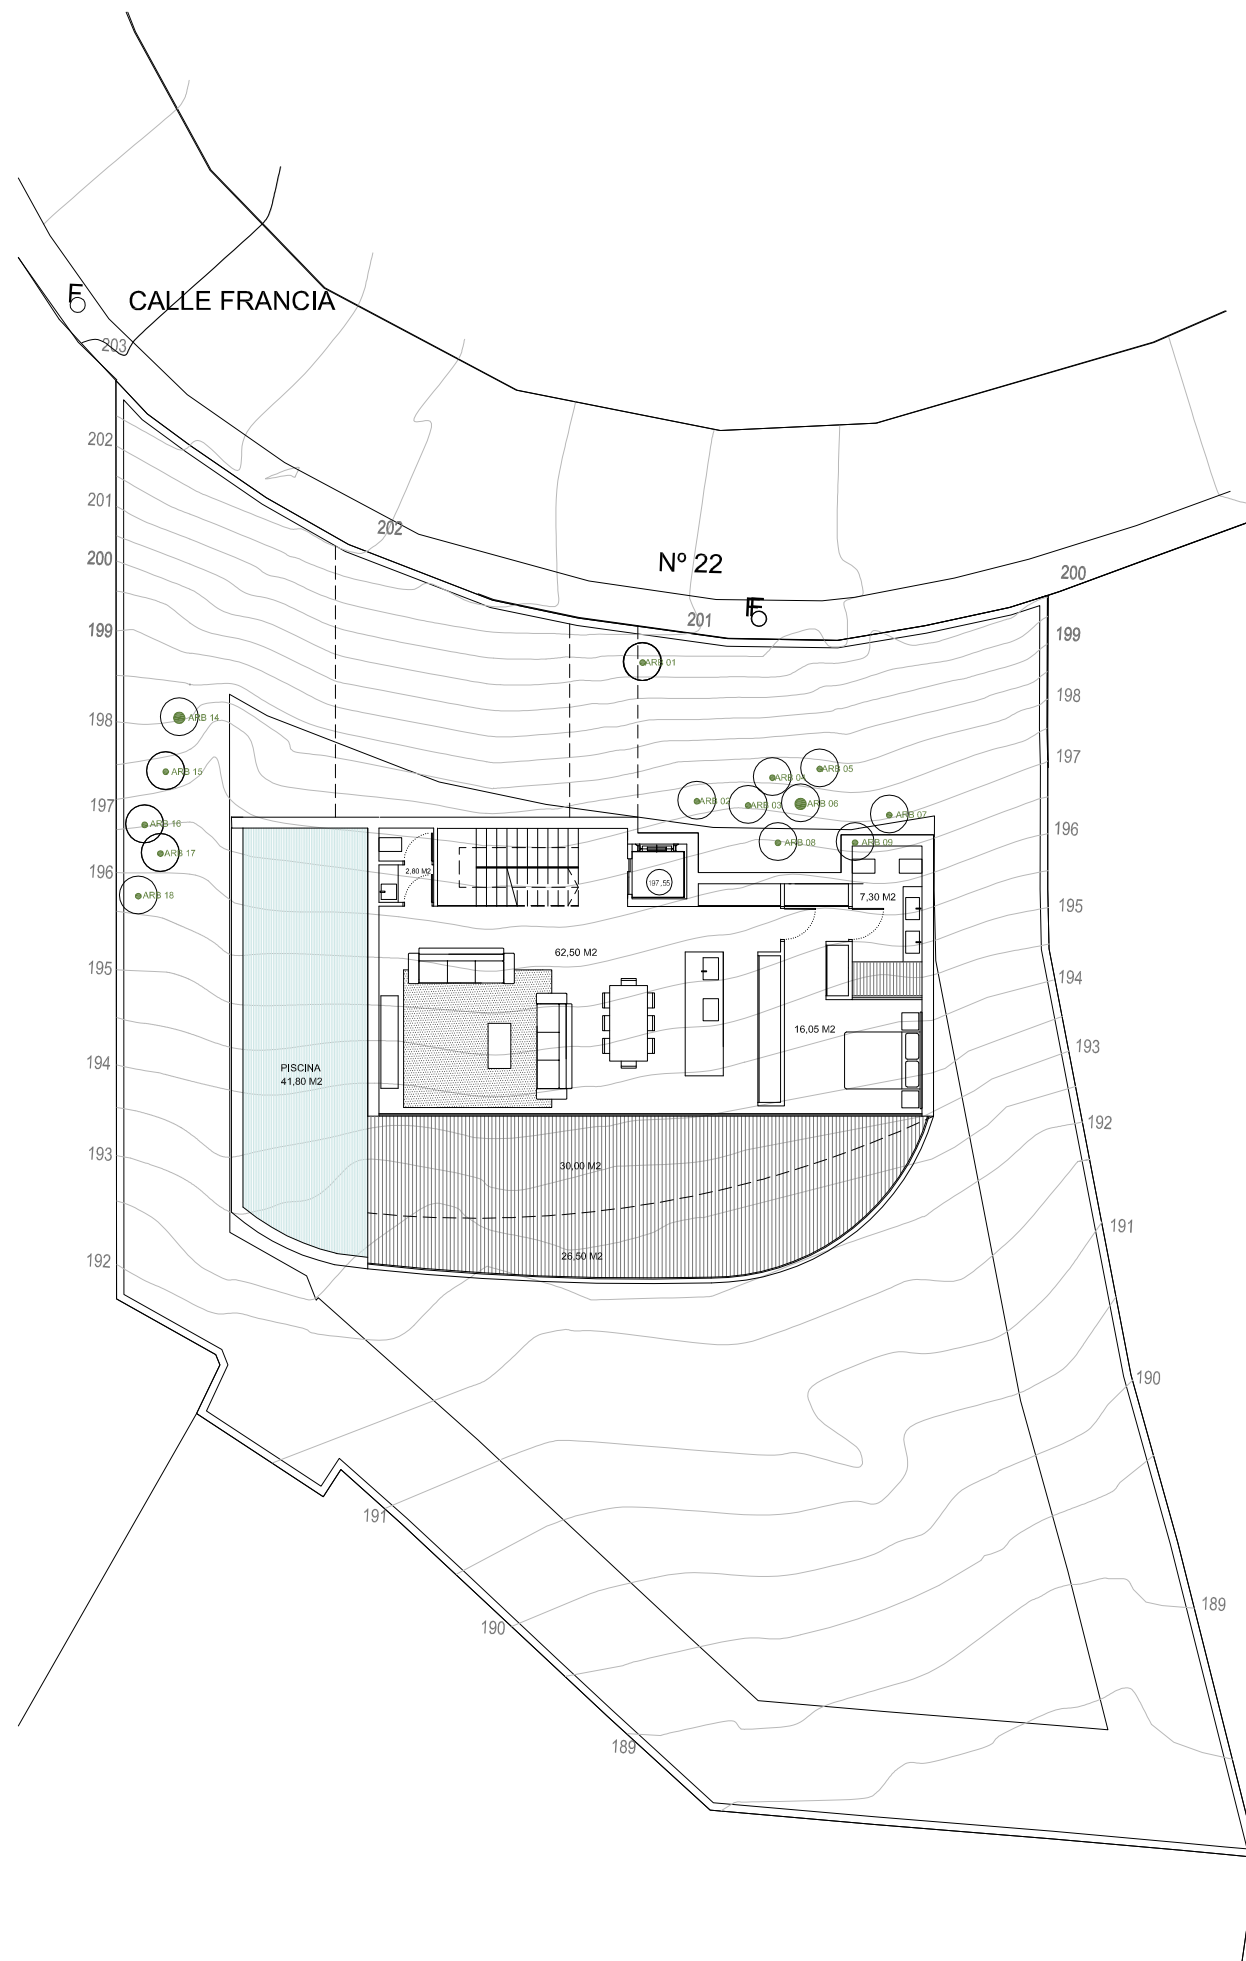 F
CALLE FRANCIA
203
202
202
201
200
Nº 22
F
200
201
199
199
ARB 01
198
198
ARB 14
197
ARB 05
ARB 15
ARB 04
197
ARB 02
ARB 03
ARB 06
ARB 07
196
ARB 16
ARB 08
ARB 09
ARB 17
196
2,80 M2
197,55
ARB 18
7,30 M2
195
62,50 M2
195
194
16,05 M2
193
194
PISCINA
41,80 M2
192
193
30,00 M2
191
26,50 M2
192
190
191
189
190
189